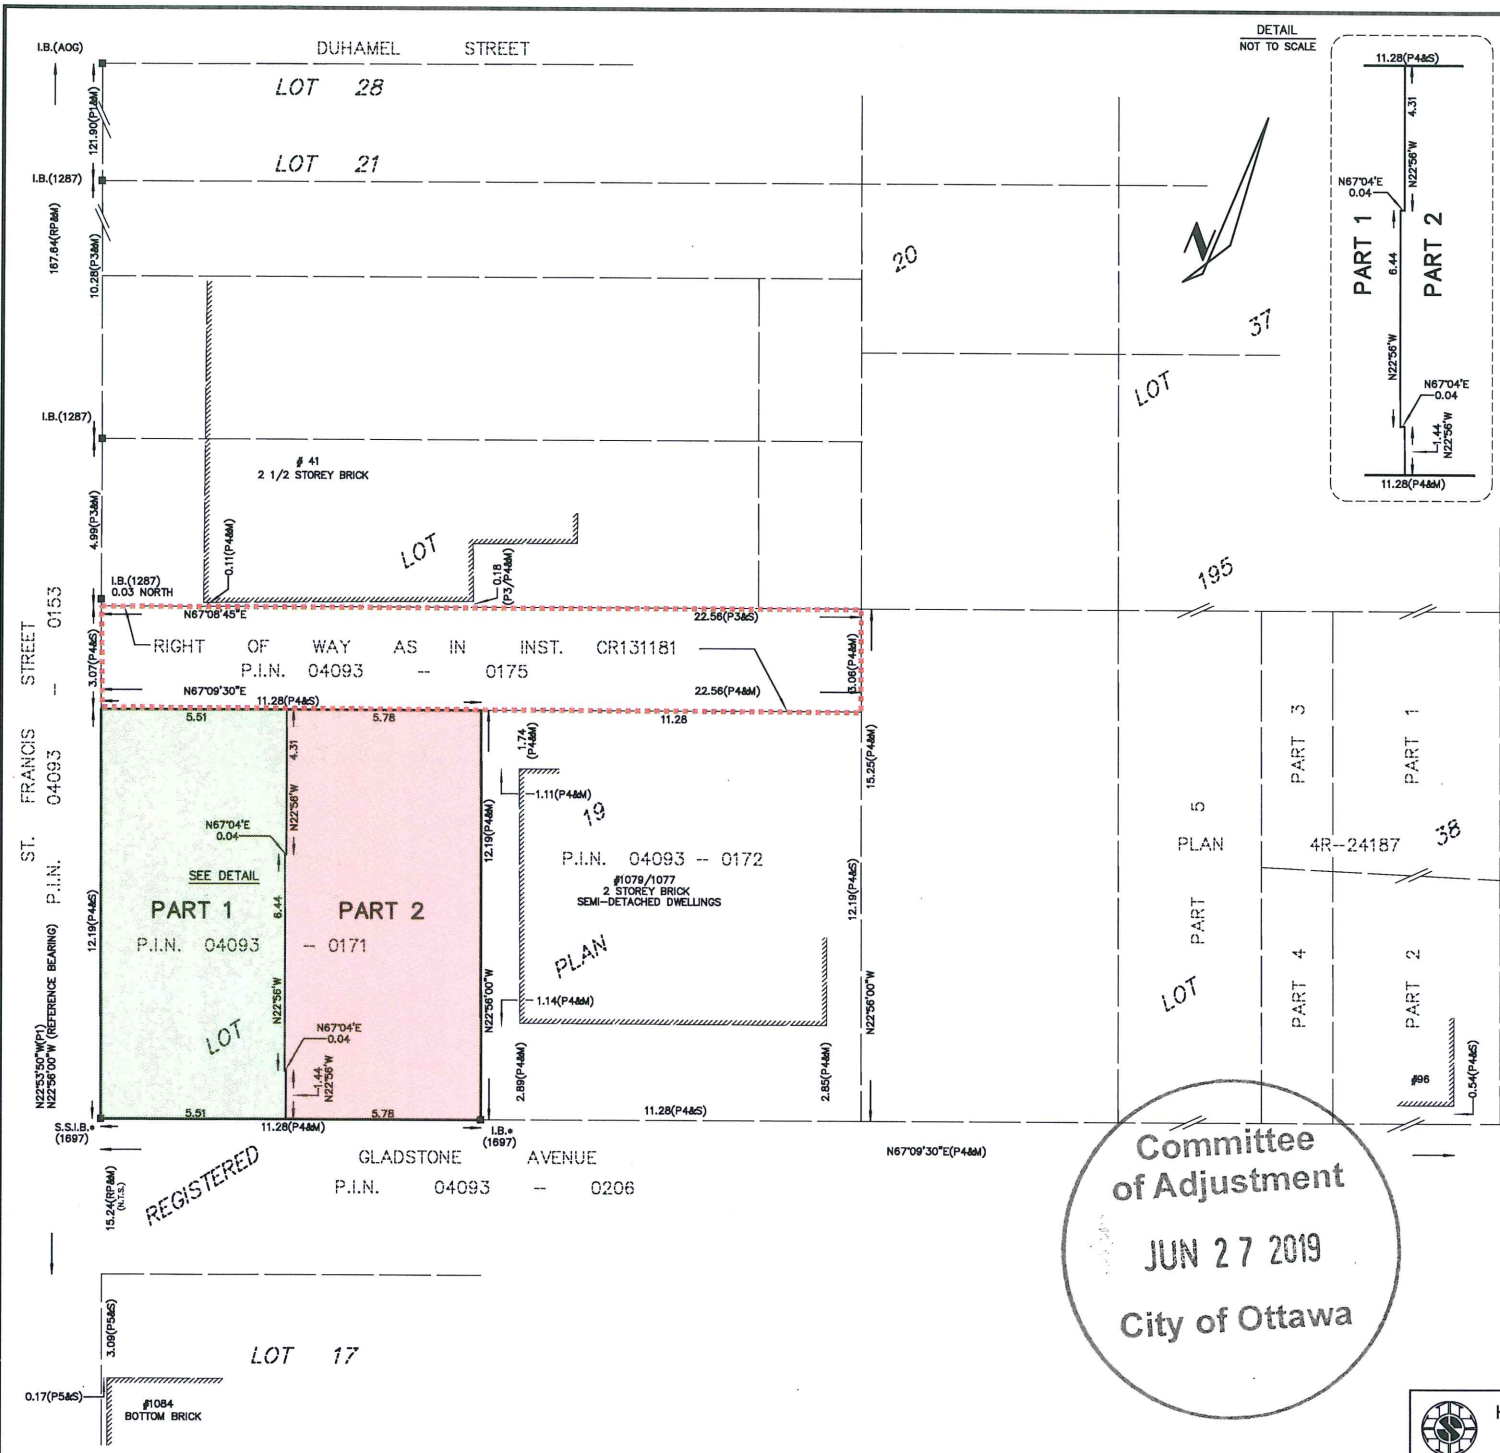 DETAIL
NOT TO SCALE
I.B.(AOG)
DUHAMEL STREET
LOT 28
121.90(P1&M)
LOT 21
I.B.(1287)
167.64(RP&M)
10.28(P3&M)
20
37
LOT
11.28(P4&S)
4.31
N22°56'W
N67°04'E
0.04
PART 1
PART 2
6.44
N22°56'W
N67°04'E
0.04
1.44
N22°56'W
11.28(P4&M)
I.B.(1287)
# 41
2 1/2 STOREY BRICK
4.99(P3&M)
LOT
0.11(P4&M)
0.18
(P3/P4&M)
195
I.B.(1287)
0.03 NORTH
N67°08'45"E
22.56(P3&S)
3.07(P4&S)
RIGHT OF WAY AS IN INST. CR131181
P.I.N. 04093 -- 0175
3.06(P4&M)
N67°09'30"E
11.28(P4&S)
22.56(P4&M)
ST. FRANCIS STREET
P.I.N. 04093 -- 0153
5.51
5.78
11.28
4.31
N22°56'W
1.74
(P4&M)
15.25(P4&M)
1.11(P4&M)
19
N67°04'E
0.04
12.19(P4&M)
P.I.N. 04093 -- 0172
#1079/1077
2 STOREY BRICK
SEMI-DETACHED DWELLINGS
SEE DETAIL
6.44
PART 1
PART 2
P.I.N. 04093 -- 0171
12.19(P4&S)
12.19(P4&S)
PLAN
N22°56'W
N22°56'00"W
1.14(P4&M)
N22°56'00"W
LOT
N67°04'E
0.04
1.44
N22°56'W
2.89(P4&M)
2.85(P4&M)
N22°53'50"W(P1)
N22°56'00"W (REFERENCE BEARING)
5.51
5.78
11.28(P4&S)
S.S.I.B.*
(1697)
11.28(P4&M)
I.B.*
(1697)
N67°09'30"E(P4&M)
PART 3
PART 1
5
PLAN 4R--24187
38
PART
LOT
PART 4
PART 2
#96
0.54(P4&S)
GLADSTONE AVENUE
P.I.N. 04093 -- 0206
REGISTERED
15.24(RP&M)
(N.T.S.)
Committee
of Adjustment
JUN 27 2019
City of Ottawa
3.09(P5&S)
LOT 17
0.17(P5&S)
#1084
BOTTOM BRICK
S